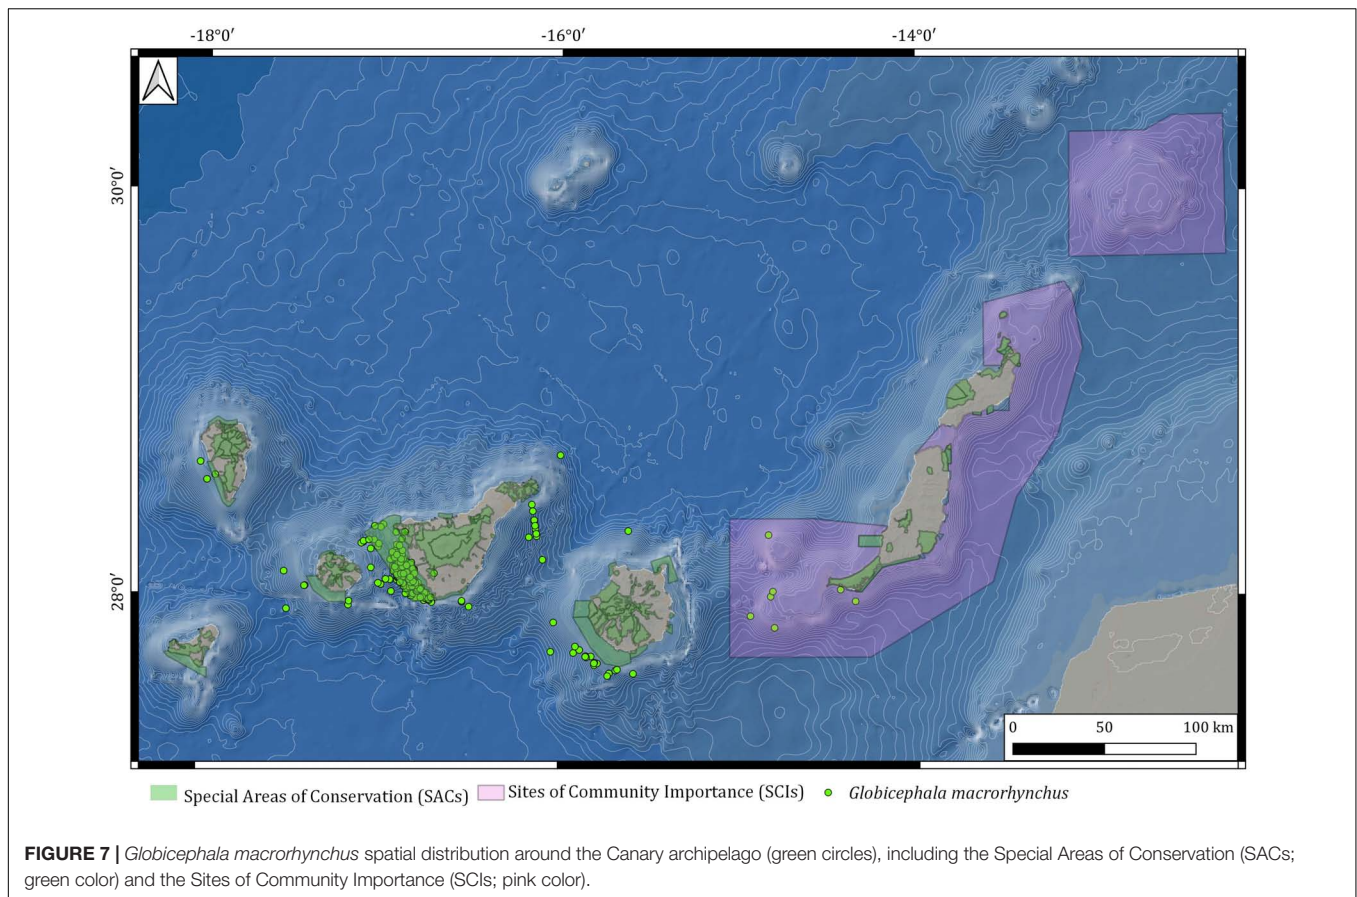 -18°0′ -16°0′ -14°0′
30°0′
28°0′
0 50 100 km
Special Areas of Conservation (SACs) Sites of Community Importance (SCIs) Globicephala macrorhynchus
FIGURE 7 | Globicephala macrorhynchus spatial distribution around the Canary archipelago (green circles), including the Special Areas of Conservation (SACs;
green color) and the Sites of Community Importance (SCIs; pink color).